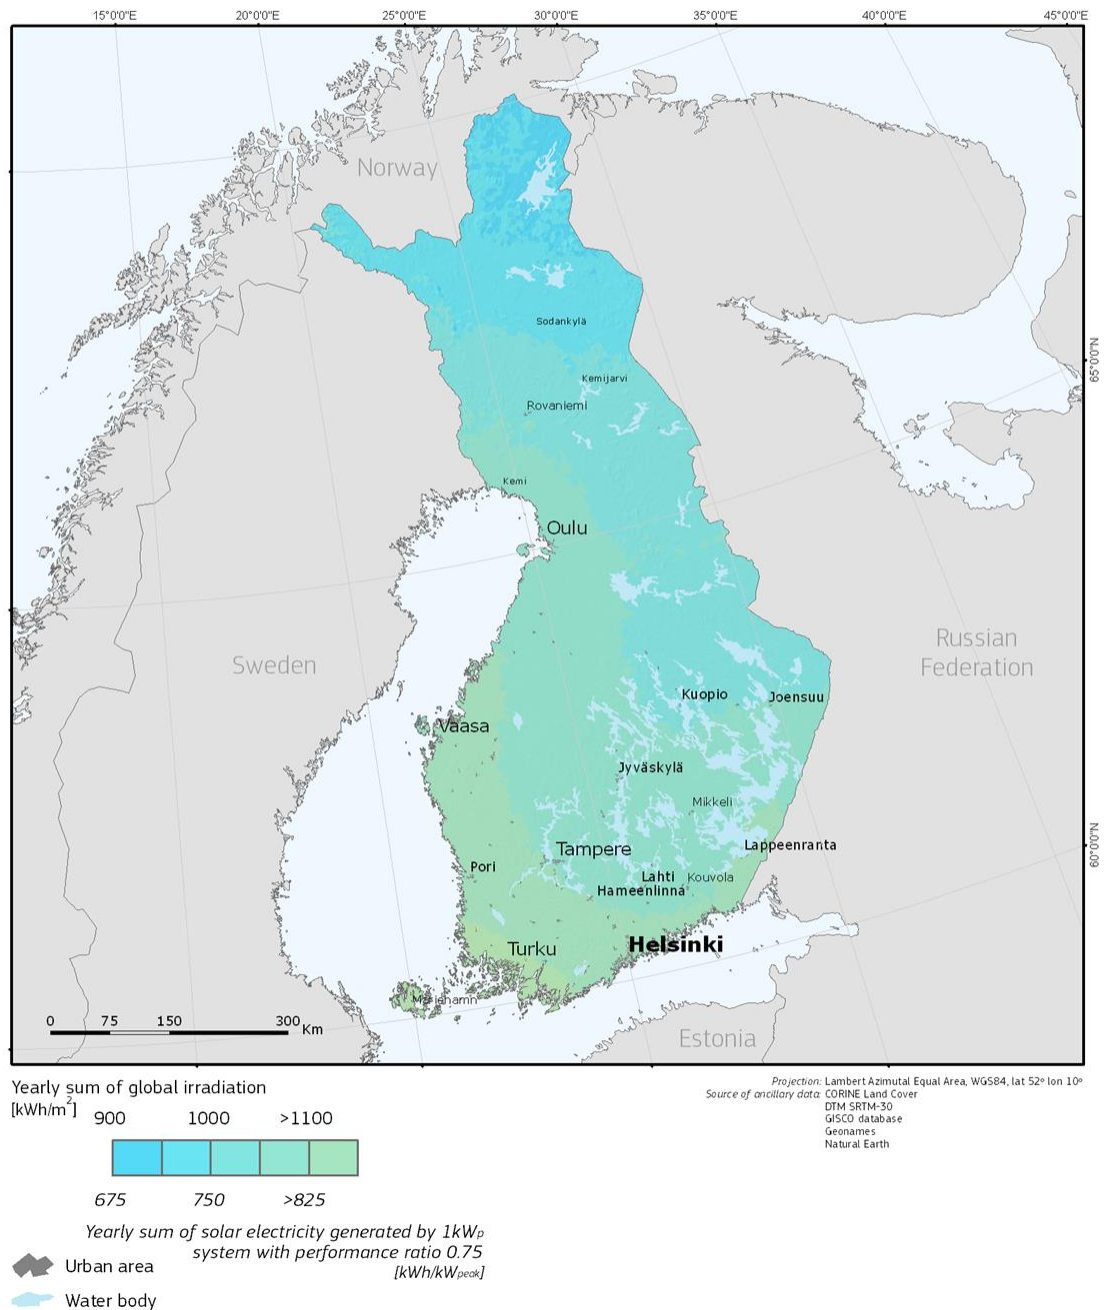 15°0'0"E 20°0'0"E 25°0'0"E 30°0'0"E 35°0'0"E 40°0'0"E 45°0'0"E
Norway
Sodankylä
65°0'0"N
Kemijarvi
Rovaniemi
Kemi
Oulu
Russian
Federation
Sweden
Kuopio
Joensuu
Vaasa
Jyväskylä
Mikkeli
60°0'0"N
Tampere
Lappeenranta
Pori
Lahti
Kouvola
Hameenlinna
Helsinki
Turku
Mariehamn
0 75 150 300 Km
Estonia
Yearly sum of global irradiation
[kWh/m2]
900 1000 >1100
675 750 >825
Yearly sum of solar electricity generated by 1kWp
system with performance ratio 0.75
[kWh/kWpeak]
Urban area
Water body
Projection: Lambert Azimutal Equal Area, WGS84, lat 52º lon 10º
Source of ancillary data: CORINE Land Cover
DTM SRTM-30
GISCO database
Geonames
Natural Earth